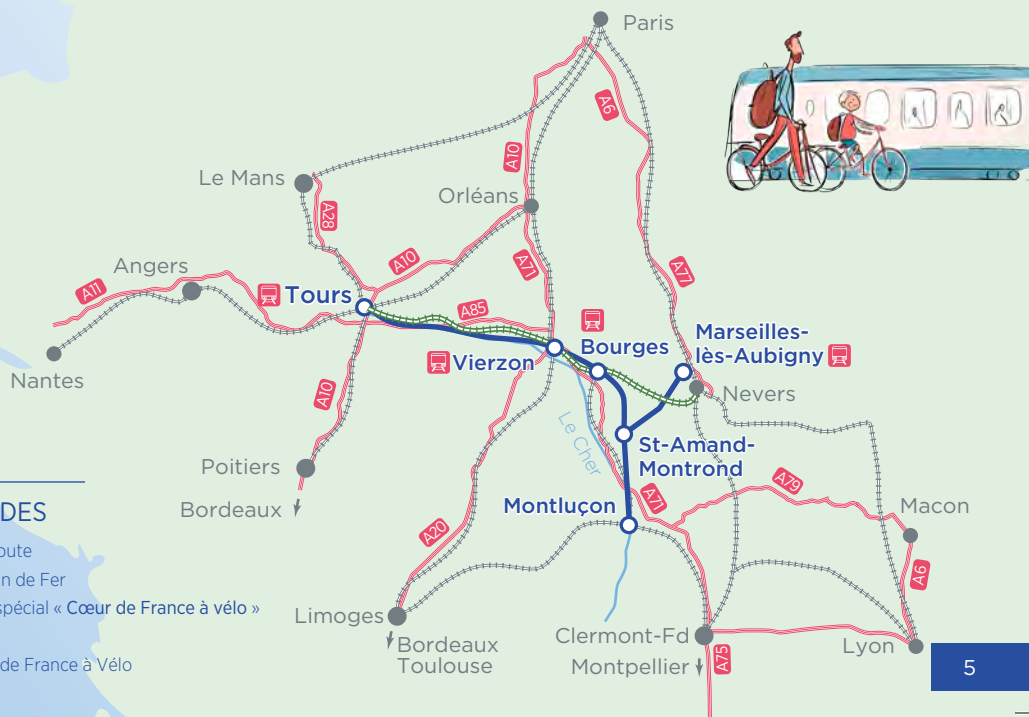 Paris
A6
A10
Le Mans
Orléans
A28
A10
A71
A77
Angers
A11
Tours
A85
Marseilles-
lès-Aubigny
Bourges
Vierzon
Nantes
Nevers
A10
Le Cher
St-Amand-
Montrond
Poitiers
Bordeaux
Montluçon
A71
A79
Macon
A20
A6
Limoges
Bordeaux
Toulouse
Clermont-Fd
Montpellier
A75
Lyon
DES
oute
n de Fer
spécial « Cœur de France à vélo »
de France à Vélo
5